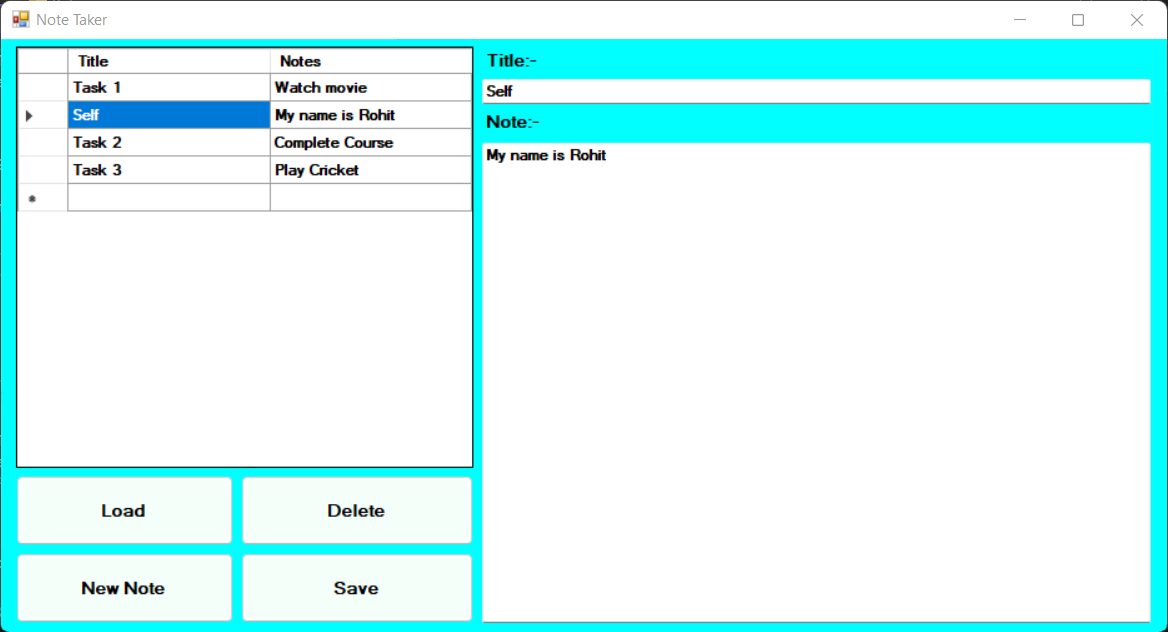 Note Taker
Title Notes
Task 1 Watch movie
Self My name is Rohit
Task 2 Complete Course
Task 3 Play Cricket
Load Delete
New Note Save
Title:-
Self
Note:-
My name is Rohit